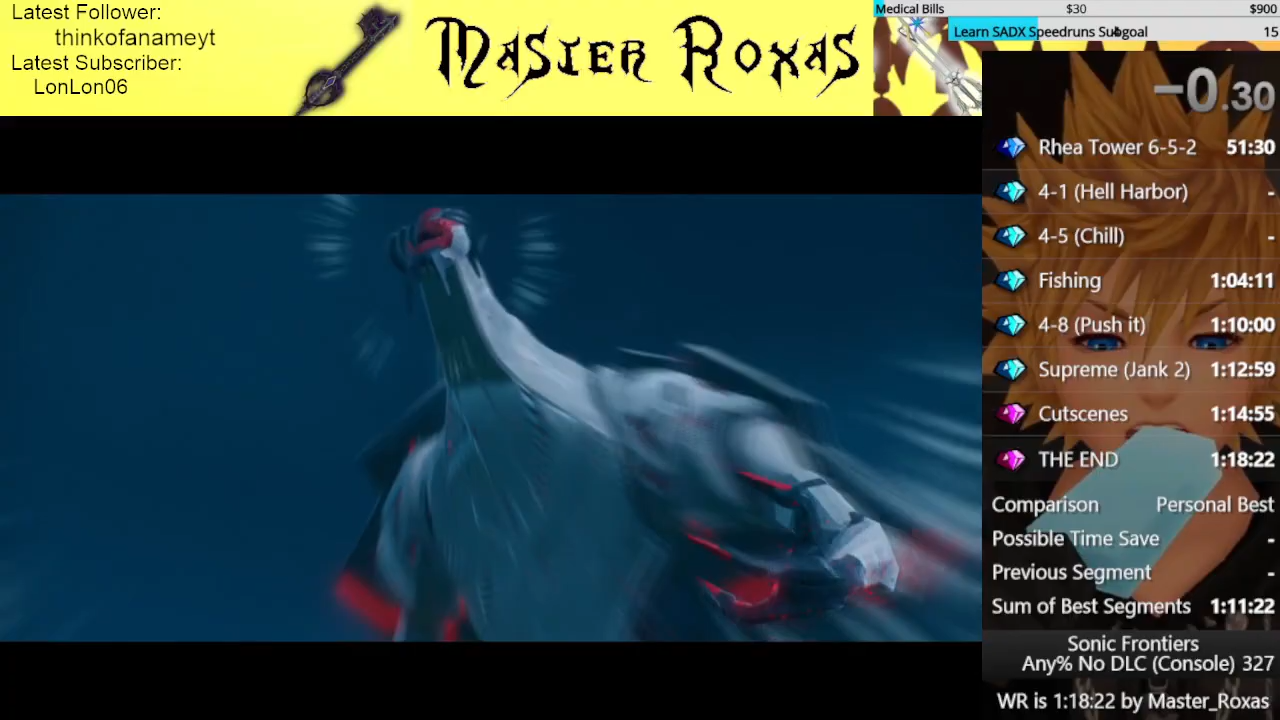 Latest Follower:
thinkofanameyt
Latest Subscriber:
LonLon06
Master Roxas
Medical Bills $30 $900
Learn SADX Speedruns Subgoal 15
-0.30
Rhea Tower 6-5-2 51:30
4-1 (Hell Harbor) -
4-5 (Chill) -
Fishing 1:04:11
4-8 (Push it) 1:10:00
Supreme (Jank 2) 1:12:59
Cutscenes 1:14:55
THE END 1:18:22
Comparison Personal Best
Possible Time Save -
Previous Segment -
Sum of Best Segments 1:11:22
Sonic Frontiers
Any% No DLC (Console) 327
WR is 1:18:22 by Master_Roxas